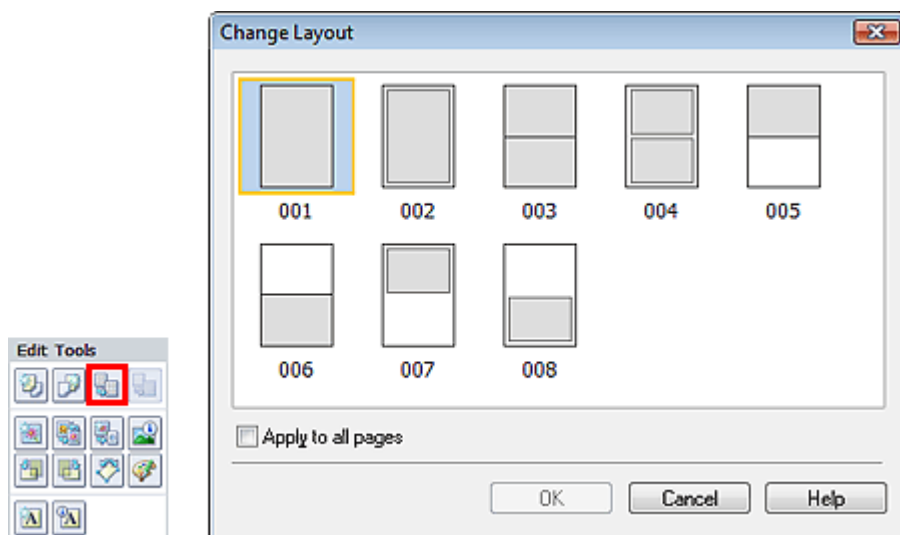 Change Layout
001 002 003 004 005
006 007 008
Apply to all pages
OK Cancel Help
Edit Tools
A A